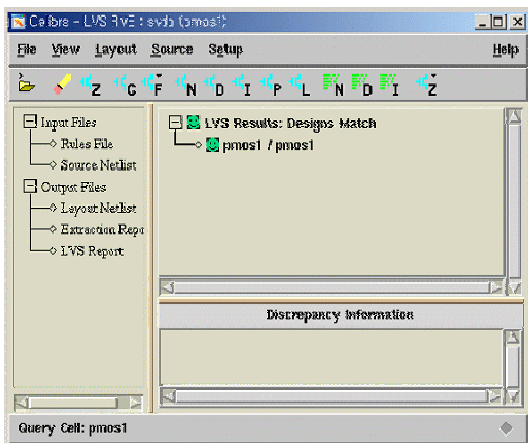 Calibre - LVS RVE : svdb (pmos1)
File View Layout Source Setup Help
Z G F N D I P L N D I Z
Input Files
Rules File
Source Netlist
Output Files
Layout Netlist
Extraction Repo
LVS Report
LVS Results: Designs Match
pmos1 / pmos1
Discrepancy Information
Query Cell: pmos1